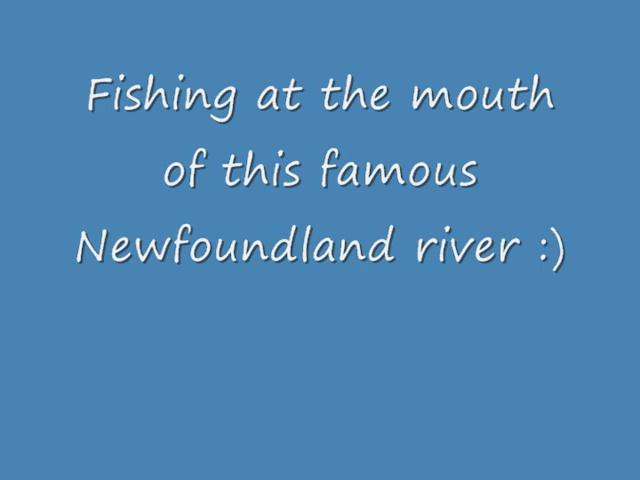 Fishing at the mouth
of this famous
Newfoundland river :)